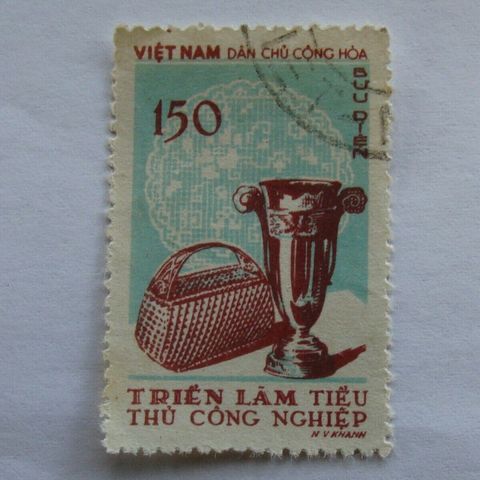 VIỆT NAM DÂN CHỦ CỘNG HÒA
BƯU ĐIỆN
150
TRIỂN LÃM TIỂU
THỦ CÔNG NGHIỆP
N V KHANH